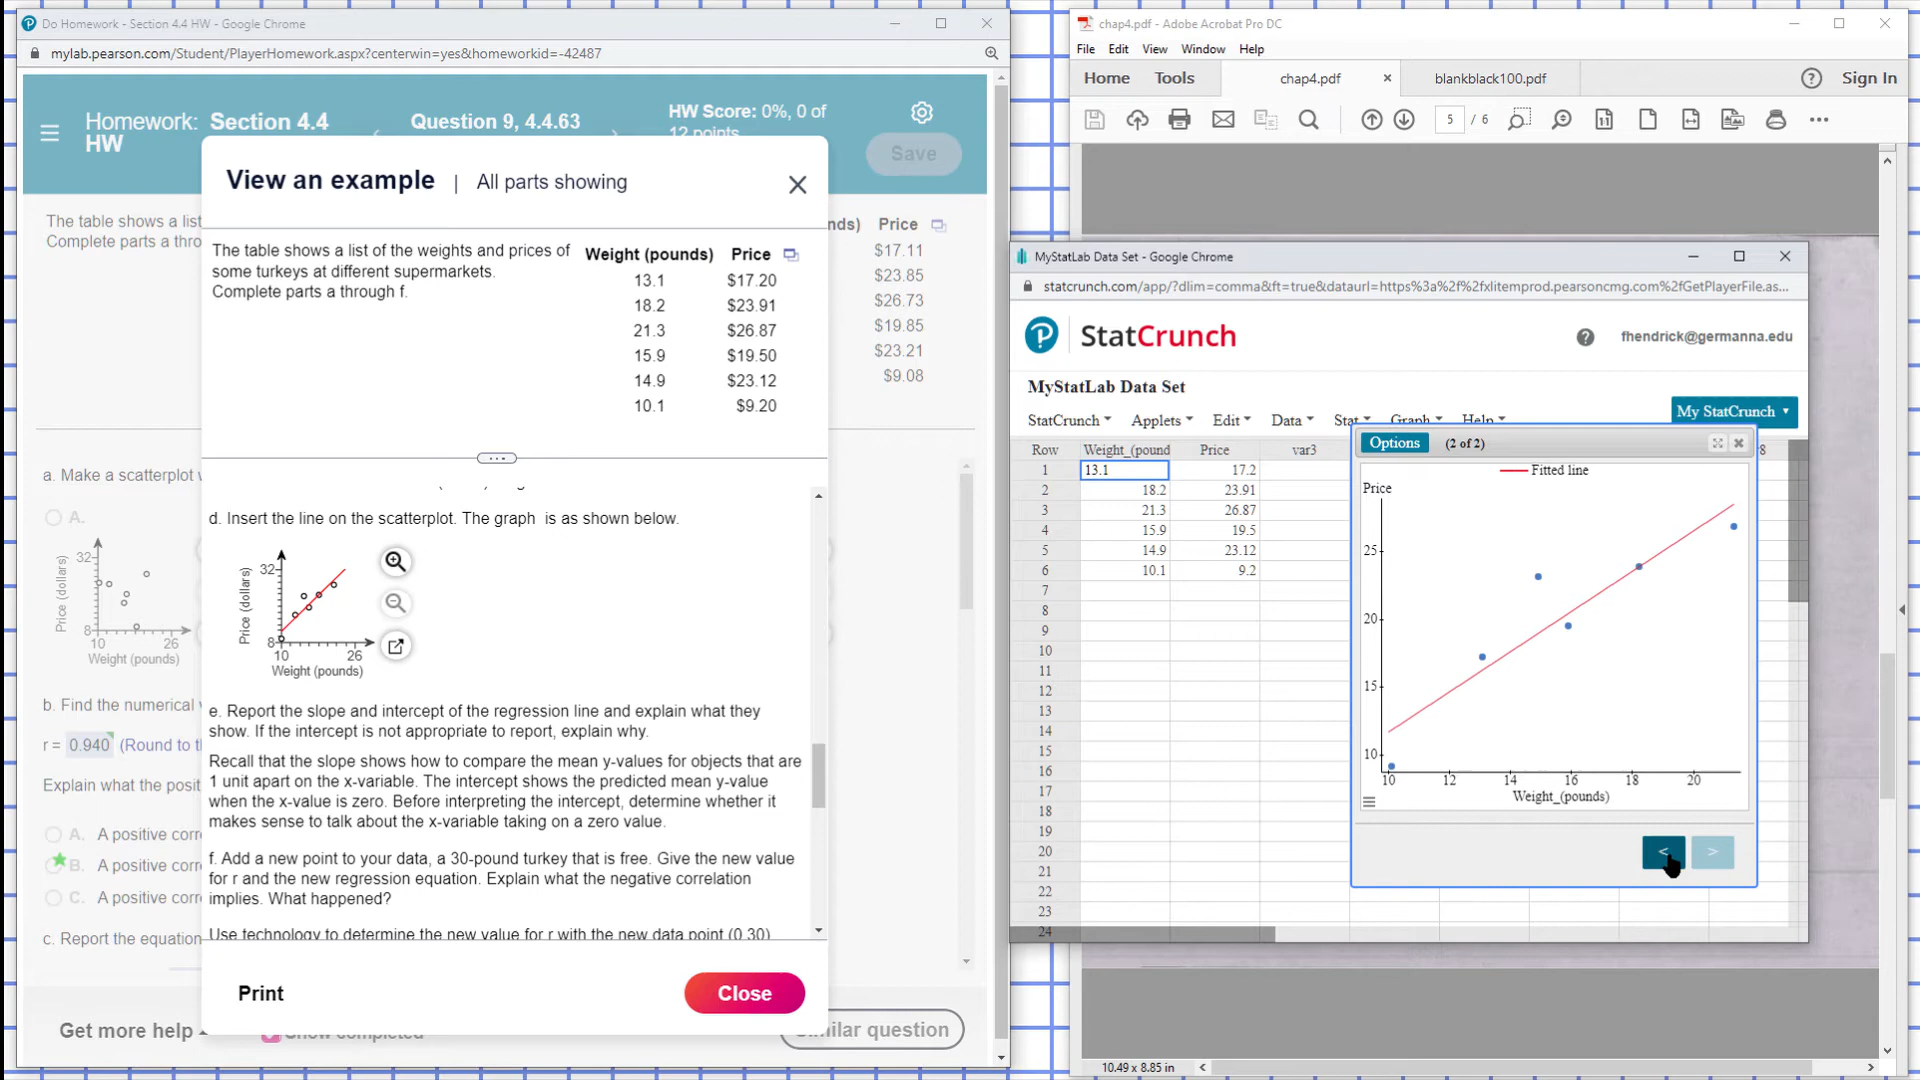 Do Homework - Section 4.4 HW - Google Chrome
mylab.pearson.com/Student/PlayerHomework.aspx?centerwin=yes&homeworkid=-42487
Homework: Section 4.4
HW
Question 9, 4.4.63
HW Score: 0%, 0 of
12 points
Save
The table shows a list
Complete parts a thro
nds) Price
$17.11
$23.85
$26.73
$19.85
$23.21
$9.08
a. Make a scatterplot
A.
Price (dollars)
32
8
10 26
Weight (pounds)
b. Find the numerical
r = 0.940 (Round to t
Explain what the posit
A. A positive corre
B. A positive corre
C. A positive corre
c. Report the equation
Get more help
Show completed
Similar question
View an example | All parts showing
The table shows a list of the weights and prices of
some turkeys at different supermarkets.
Complete parts a through f.
Weight (pounds) Price
13.1 $17.20
18.2 $23.91
21.3 $26.87
15.9 $19.50
14.9 $23.12
10.1 $9.20
d. Insert the line on the scatterplot. The graph is as shown below.
Price (dollars)
32
8
10 26
Weight (pounds)
e. Report the slope and intercept of the regression line and explain what they
show. If the intercept is not appropriate to report, explain why.
Recall that the slope shows how to compare the mean y-values for objects that are
1 unit apart on the x-variable. The intercept shows the predicted mean y-value
when the x-value is zero. Before interpreting the intercept, determine whether it
makes sense to talk about the x-variable taking on a zero value.
f. Add a new point to your data, a 30-pound turkey that is free. Give the new value
for r and the new regression equation. Explain what the negative correlation
implies. What happened?
Use technology to determine the new value for r with the new data point (0,30)
Print
Close
chap4.pdf - Adobe Acrobat Pro DC
File Edit View Window Help
Home Tools chap4.pdf × blankblack100.pdf Sign In
5 / 6
MyStatLab Data Set - Google Chrome
statcrunch.com/app/?dlim=comma&ft=true&dataurl=https%3a%2f%2fxlitemprod.pearsoncmg.com%2fGetPlayerFile.as...
P StatCrunch
fhendrick@germanna.edu
MyStatLab Data Set
StatCrunch Applets Edit Data Stat Graph Help
My StatCrunch
Row Weight_(pound Price var3
1 13.1 17.2
2 18.2 23.91
3 21.3 26.87
4 15.9 19.5
5 14.9 23.12
6 10.1 9.2
7
8
9
10
11
12
13
14
15
16
17
18
19
20
21
22
23
24
Options (2 of 2)
Fitted line
Price
25
20
15
10
10 12 14 16 18 20
Weight_(pounds)
< >
10.49 x 8.85 in